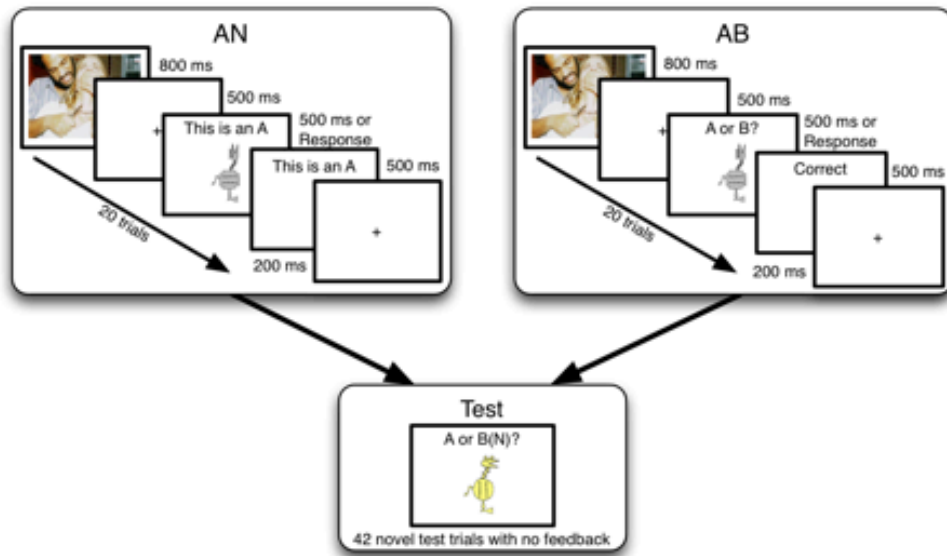 AN
800 ms
500 ms
This is an A
500 ms or
Response
This is an A
500 ms
+
+
20 trials
200 ms
AB
800 ms
500 ms
A or B?
500 ms or
Response
Correct
500 ms
+
+
20 trials
200 ms
Test
A or B(N)?
42 novel test trials with no feedback